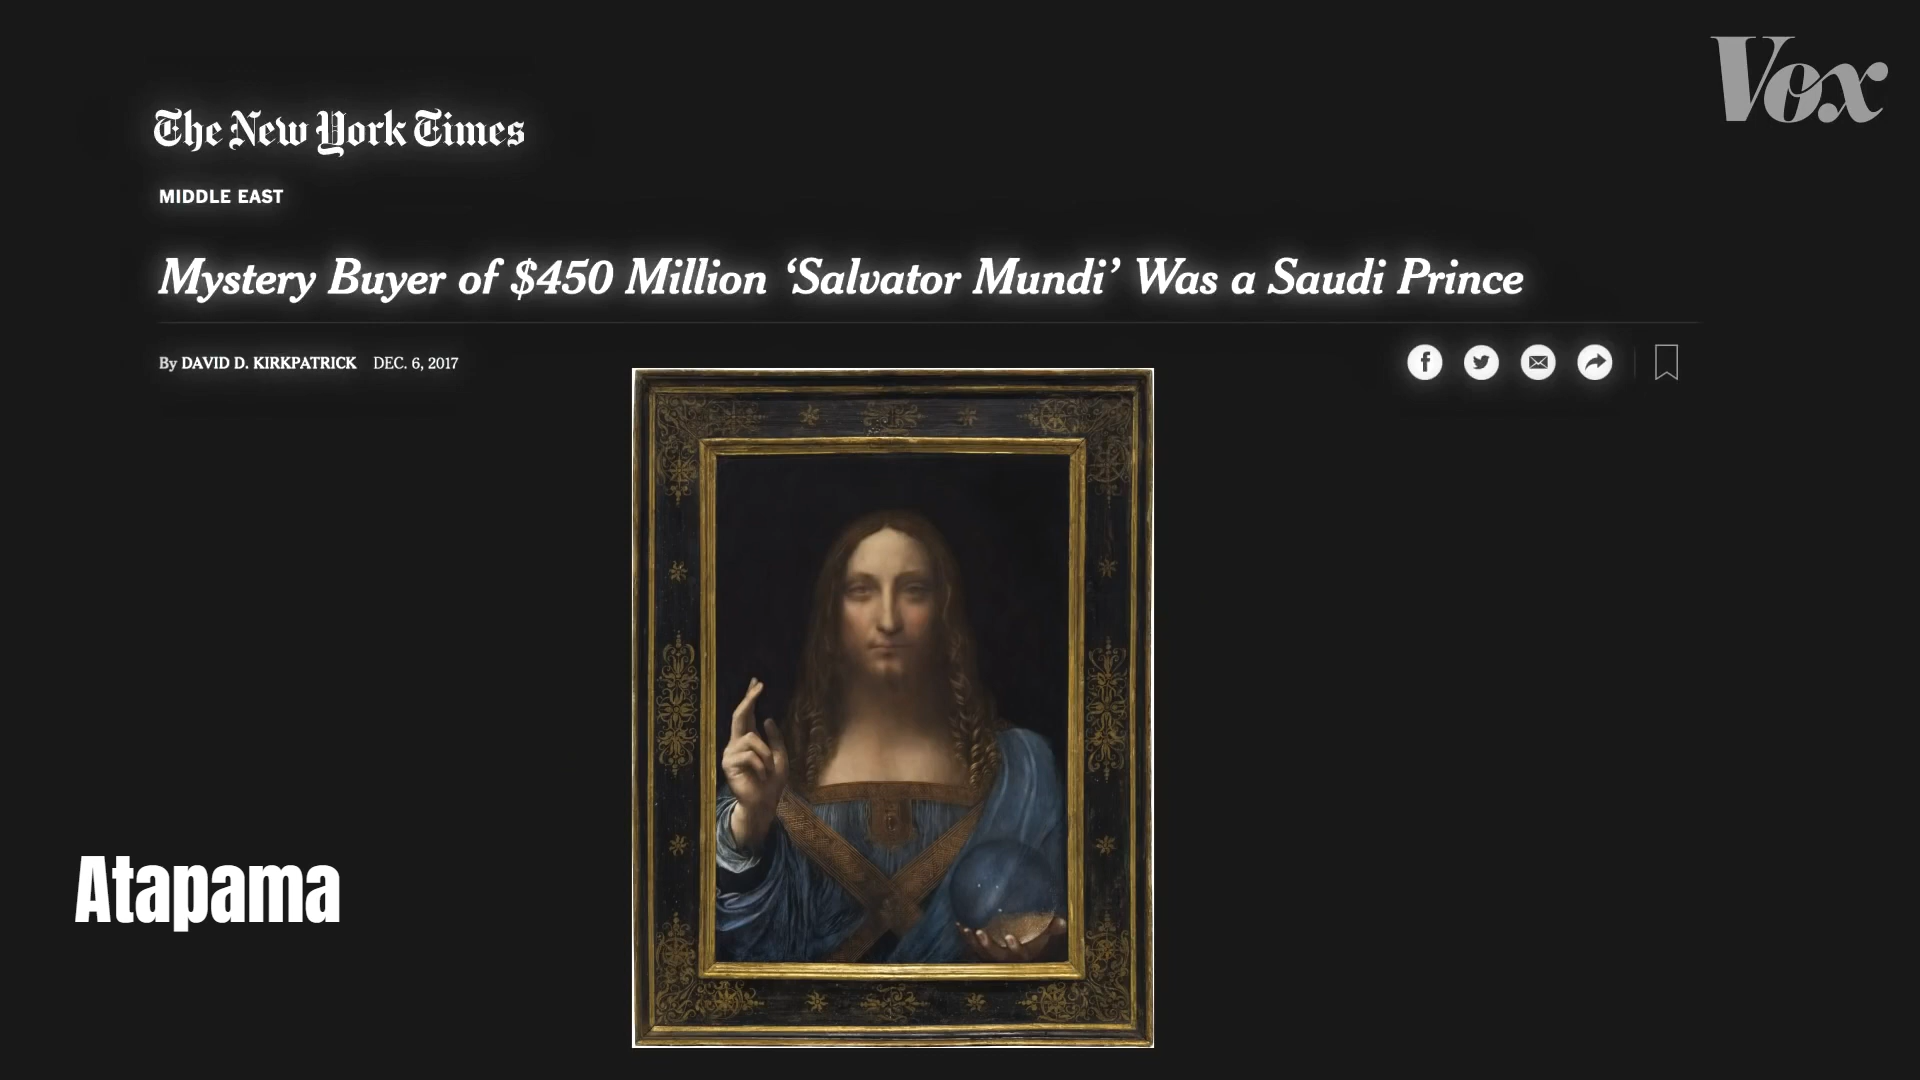 Vox
The New York Times
MIDDLE EAST
Mystery Buyer of $450 Million ‘Salvator Mundi’ Was a Saudi Prince
By DAVID D. KIRKPATRICK DEC. 6, 2017
Atapama